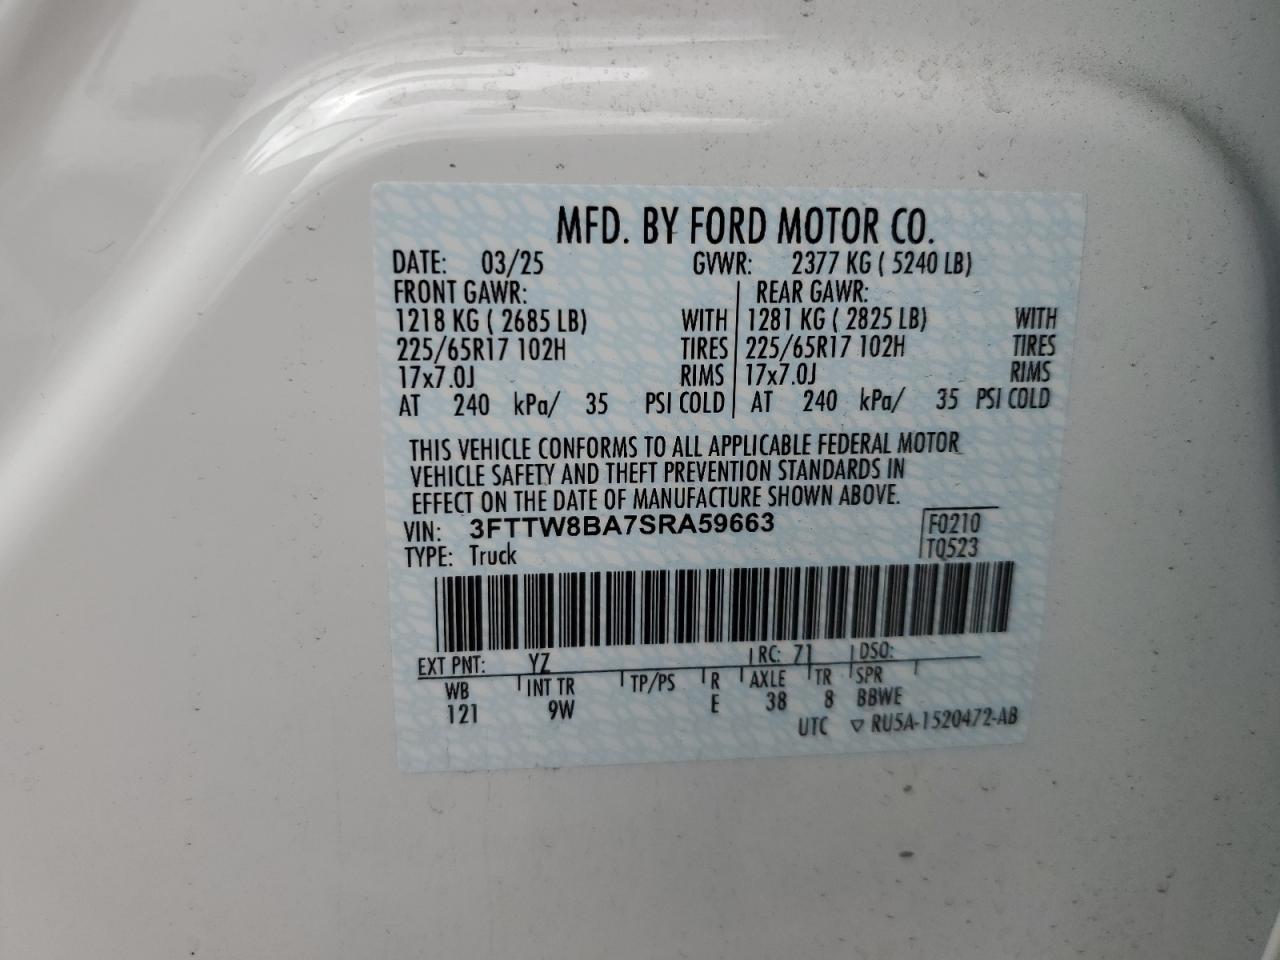 MFD. BY FORD MOTOR CO.
DATE: 03/25 GVWR: 2377 KG ( 5240 LB)
FRONT GAWR: REAR GAWR:
1218 KG ( 2685 LB) WITH 1281 KG ( 2825 LB) WITH
225/65R17 102H TIRES 225/65R17 102H TIRES
17x7.0J RIMS 17x7.0J RIMS
AT 240 kPa/ 35 PSI COLD AT 240 kPa/ 35 PSI COLD
THIS VEHICLE CONFORMS TO ALL APPLICABLE FEDERAL MOTOR
VEHICLE SAFETY AND THEFT PREVENTION STANDARDS IN
EFFECT ON THE DATE OF MANUFACTURE SHOWN ABOVE.
VIN: 3FTTW8BA7SRA59663 F0210
TYPE: Truck T0523
EXT PNT: YZ RC: 71 DSO:
WB INT TR TP/PS R AXLE TR SPR
121 9W E 38 8 BBWE
UTC ▽ RU5A-1520472-AB